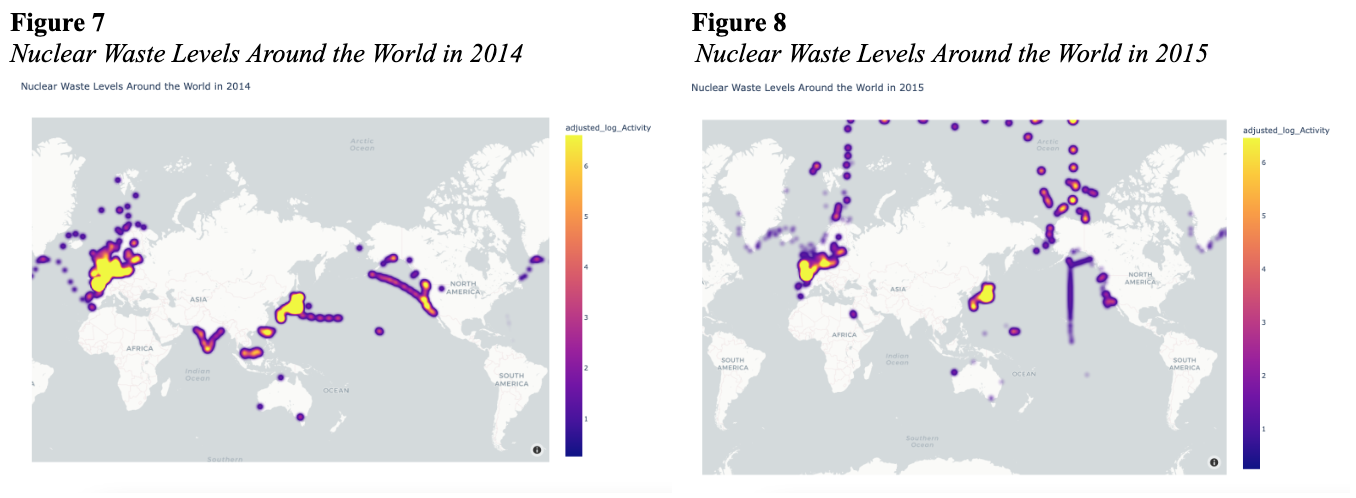 Figure 7
Nuclear Waste Levels Around the World in 2014
Nuclear Waste Levels Around the World in 2014
adjusted_log_Activity
6
5
4
3
2
1
Arctic
Ocean
ASIA
NORTH
AMERICA
AFRICA
Indian
Ocean
OCEAN
SOUTH
AMERICA
Southern
Figure 8
Nuclear Waste Levels Around the World in 2015
Nuclear Waste Levels Around the World in 2015
adjusted_log_Activity
6
5
4
3
2
1
Arctic
Ocean
NORTH
AMERICA
ASIA
AFRICA
SOUTH
AMERICA
Indian
Ocean
OCEAN
SOUTH
AMERICA
Southern
Ocean